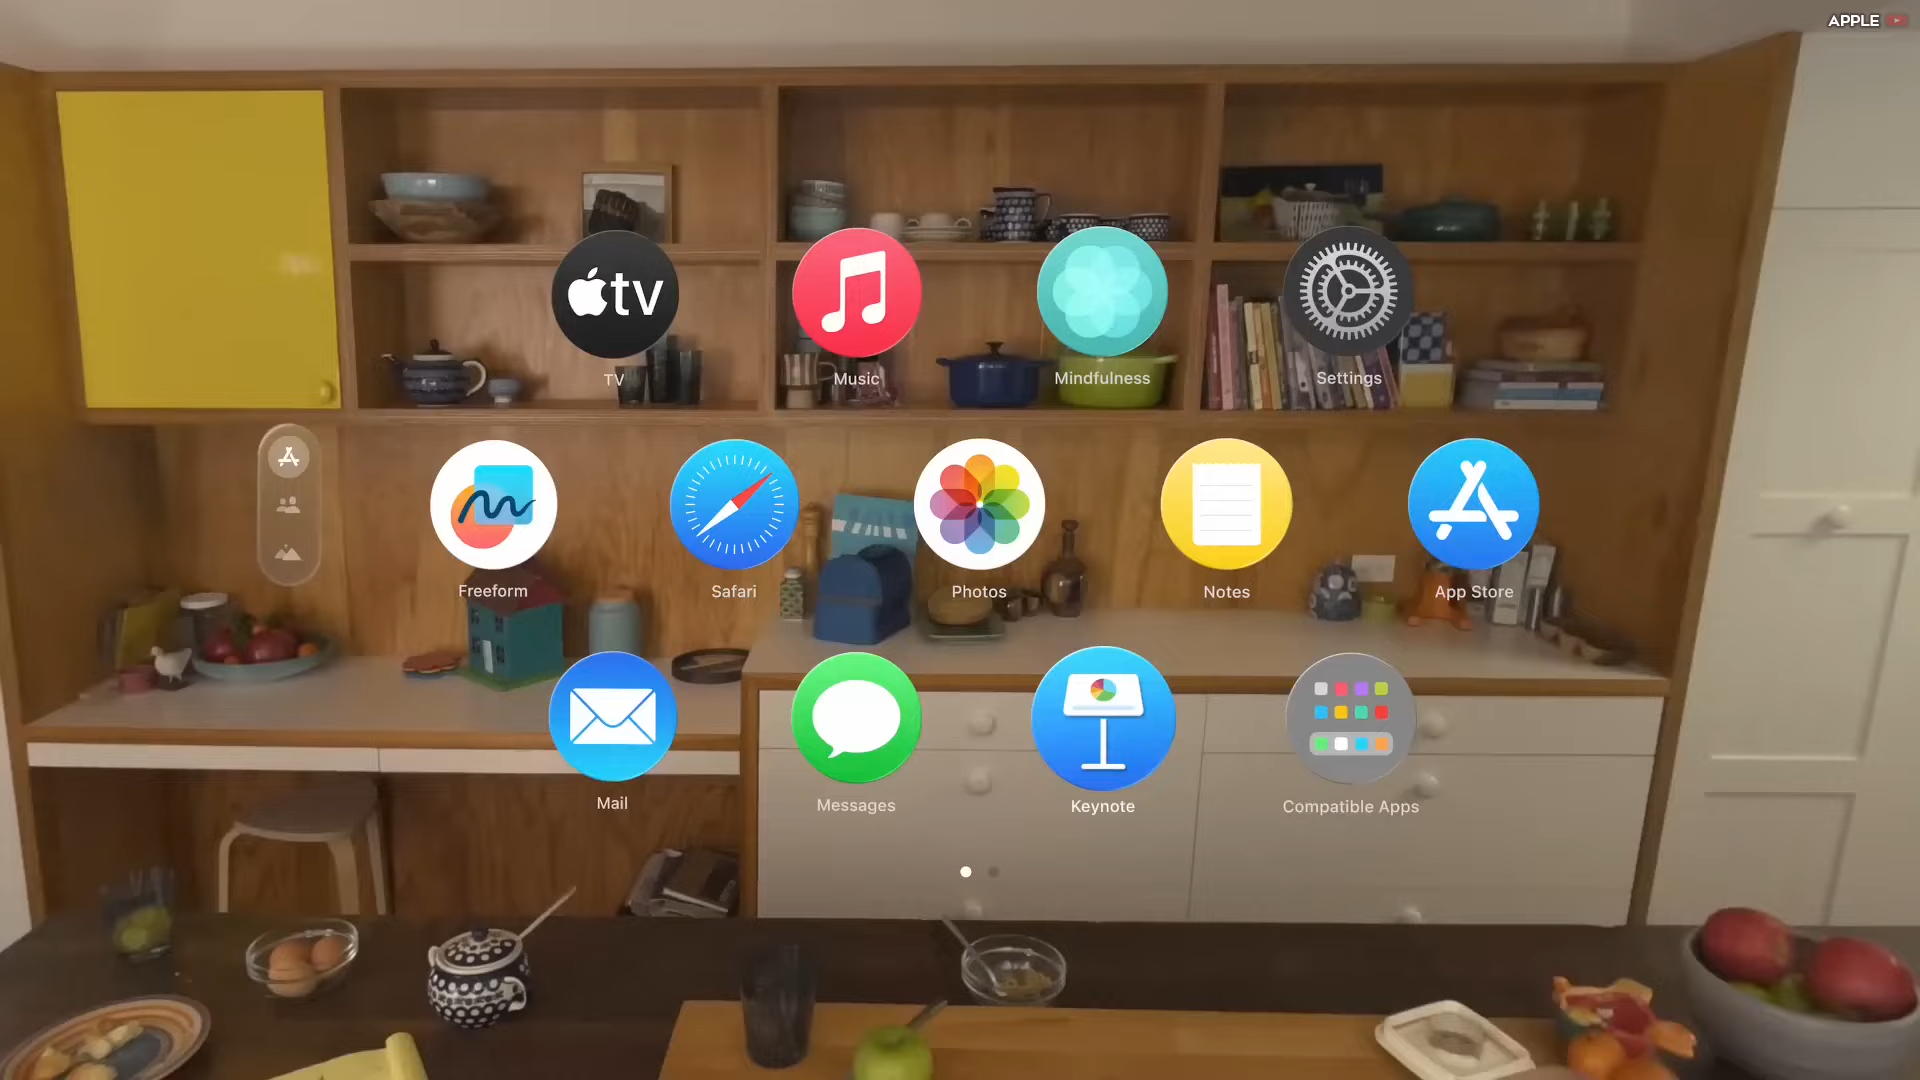 APPLE
tv
TV
Music
Mindfulness
Settings
Freeform
Safari
Photos
Notes
App Store
Mail
Messages
Keynote
Compatible Apps